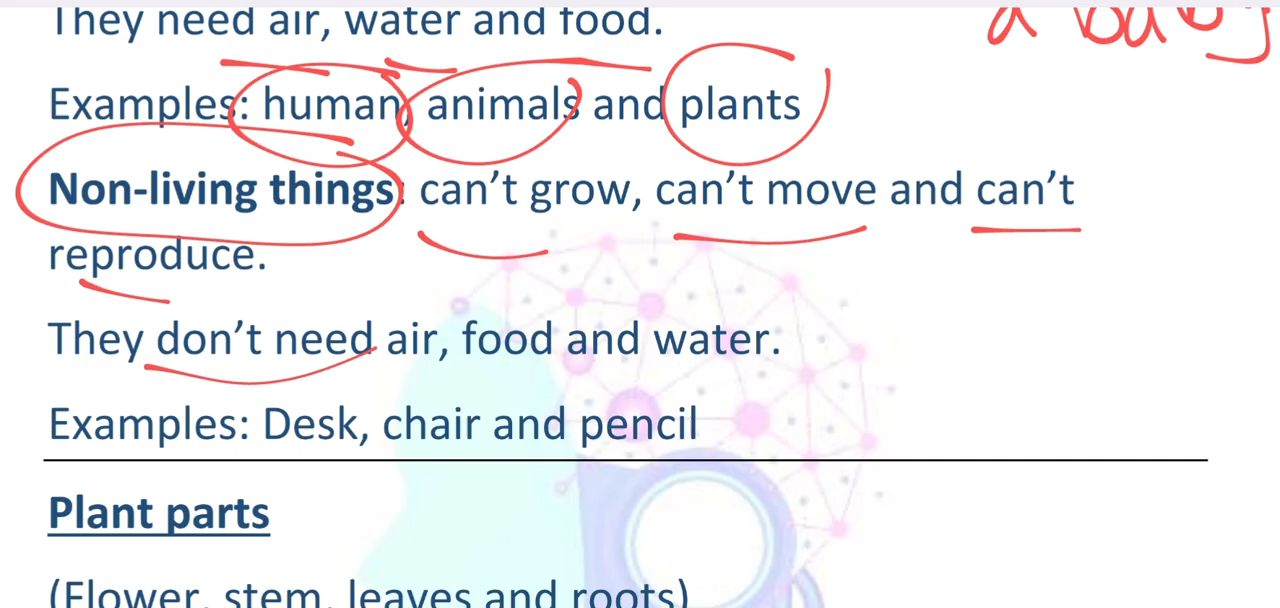 They need air, water and food.
a baby
Examples: human, animals and plants
Non-living things: can’t grow, can’t move and can’t
reproduce.
They don’t need air, food and water.
Examples: Desk, chair and pencil
Plant parts
(Flower, stem, leaves and roots)